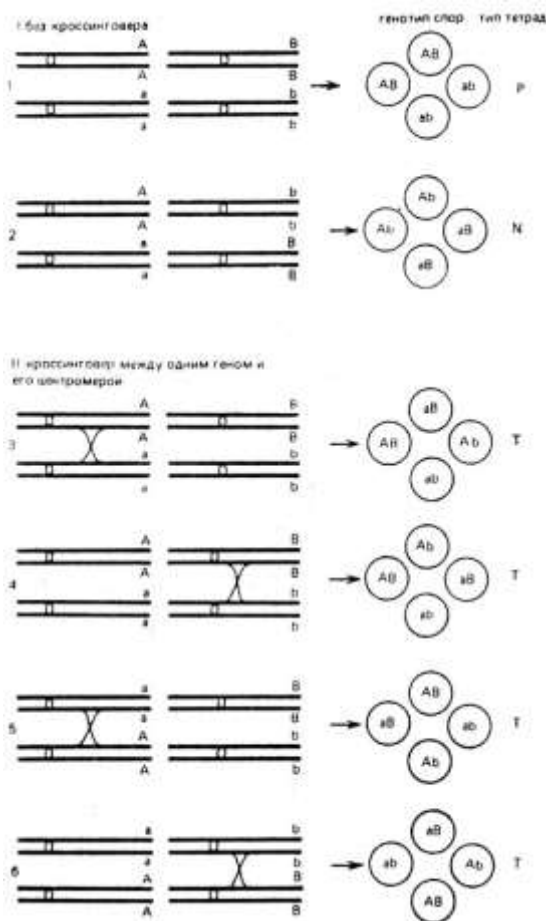 I без кроссинговера
генотип спор тип тетрад
A B
A B
a b
a b
1
AB
AB ab
ab
P
A b
A b
a B
a B
2
Ab
Ab aB
aB
N
II кроссинговер между одним геном и
его центромерой
A B
A B
a b
a b
3
aB
AB Ab
ab
T
A B
A B
a b
a b
4
Ab
AB aB
ab
T
a B
a B
A b
A b
5
AB
aB ab
Ab
T
a b
a b
A B
A B
6
aB
ab Ab
AB
T